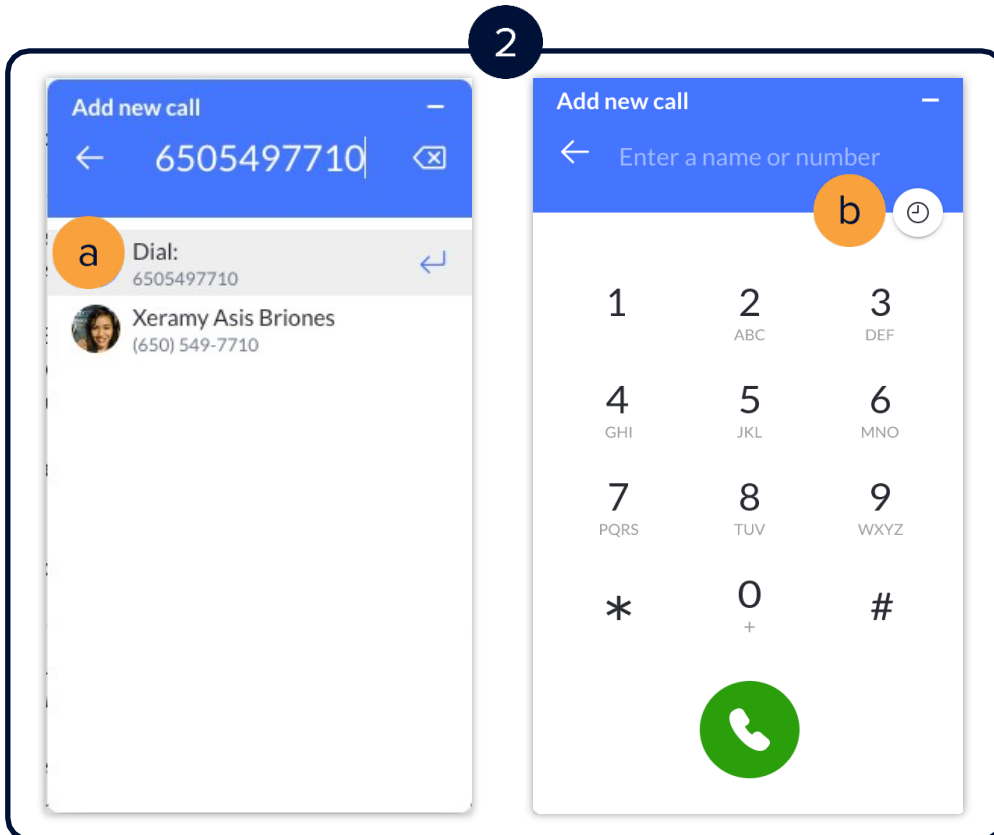 2
Add new call
6505497710
a
Dial:
6505497710
Xeramy Asis Briones
(650) 549-7710
Add new call
Enter a name or number
b
1 2 3
ABC DEF
4 5 6
GHI JKL MNO
7 8 9
PQRS TUV WXYZ
* 0 #
+